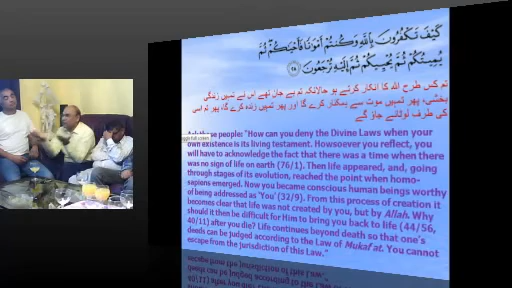 كَيْفَ تَكْفُرُونَ بِاللَّهِ وَكُنتُمْ أَمْوَاتًا فَأَحْيَاكُمْ ثُمَّ
يُمِيتُكُمْ ثُمَّ يُحْيِيكُمْ ثُمَّ إِلَيْهِ تُرْجَعُونَ
تم کس طرح اللہ کا انکار کرتے ہو حالانکہ تم بے جان تھے اس نے تمہیں زندگی
بخشی، پھر تمہیں موت سے ہمکنار کرے گا اور پھر تمہیں زندہ کرے گا، پھر تم اسی
کی طرف لوٹائے جاؤ گے
people: "How can you deny the Divine Laws when your
own existence is its living testament. Howsoever you reflect, you
will have to acknowledge the fact that there was a time when there
was no sign of life on earth (76/1). Then life appeared, and, going
through stages of its evolution, reached the point when homo-
sapiens emerged. Now you became conscious human beings worthy
of being addressed as 'You' (32/9). From this process of creation it
becomes clear that life was not created by you, but by Allah. Why
should it then be difficult for Him to bring you back to life (44/56,
40/11) after you die? Life continues beyond death so that one's
deeds can be judged according to the Law of Mukaf'at. You cannot
escape from the jurisdiction of this Law."